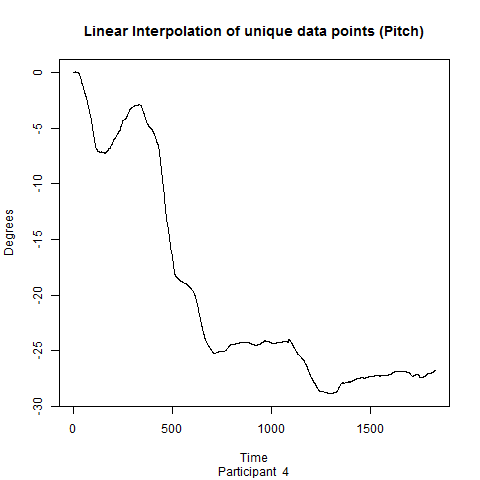 Linear Interpolation of unique data points (Pitch)
0
-5
-10
-15
-20
-25
-30
Degrees
0 500 1000 1500
Time
Participant 4